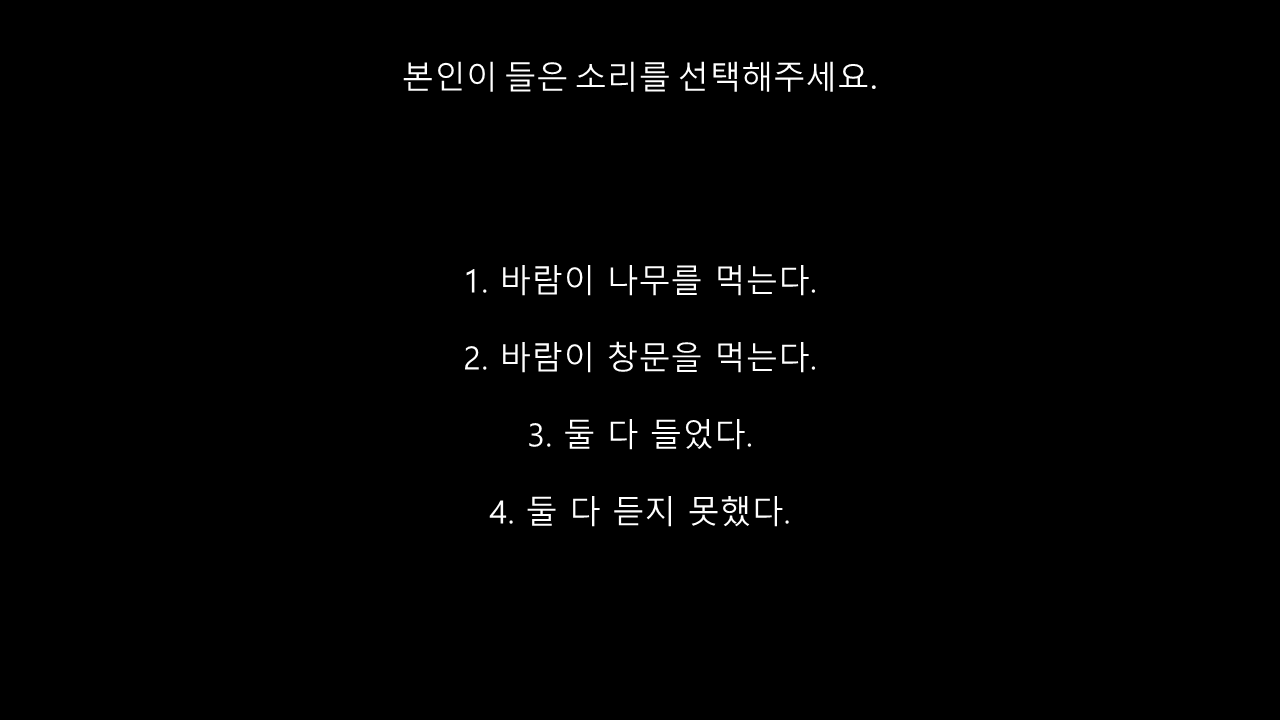 본인이 들은 소리를 선택해주세요.
1. 바람이 나무를 먹는다.
2. 바람이 창문을 먹는다.
3. 둘 다 들었다.
4. 둘 다 듣지 못했다.